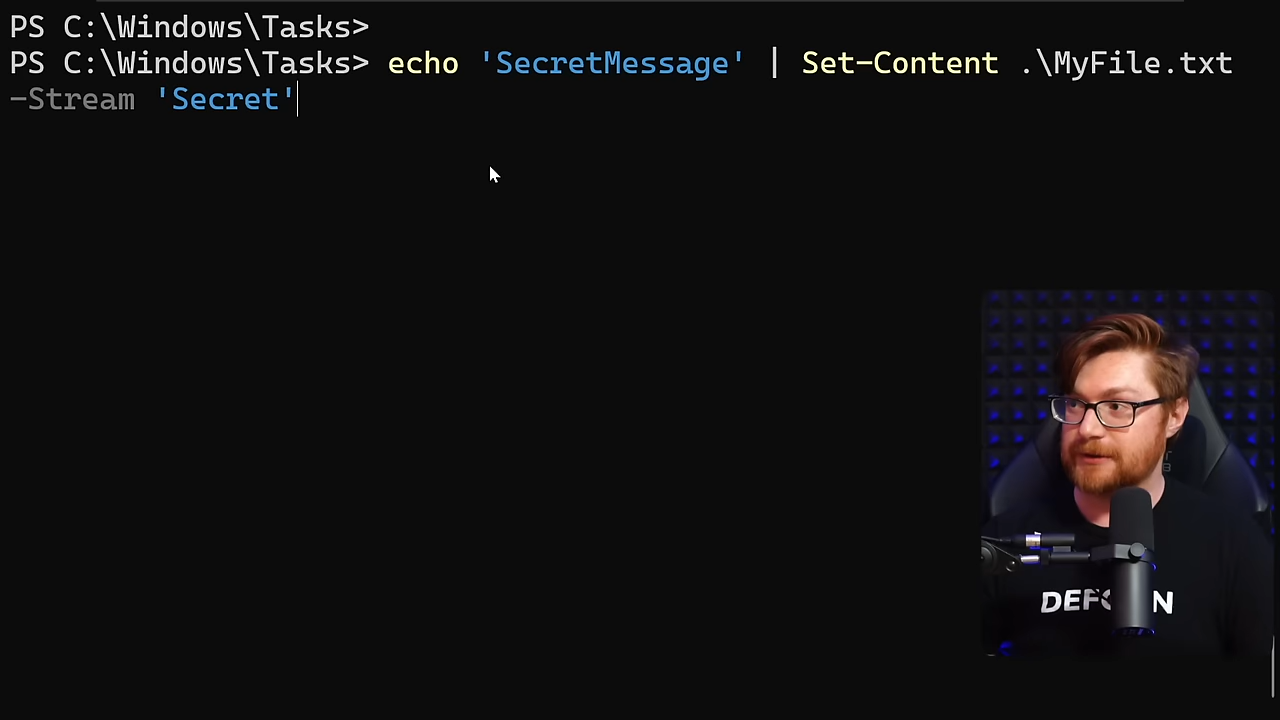 PS C:\Windows\Tasks>
PS C:\Windows\Tasks> echo 'SecretMessage' | Set-Content .\MyFile.txt
-Stream 'Secret'